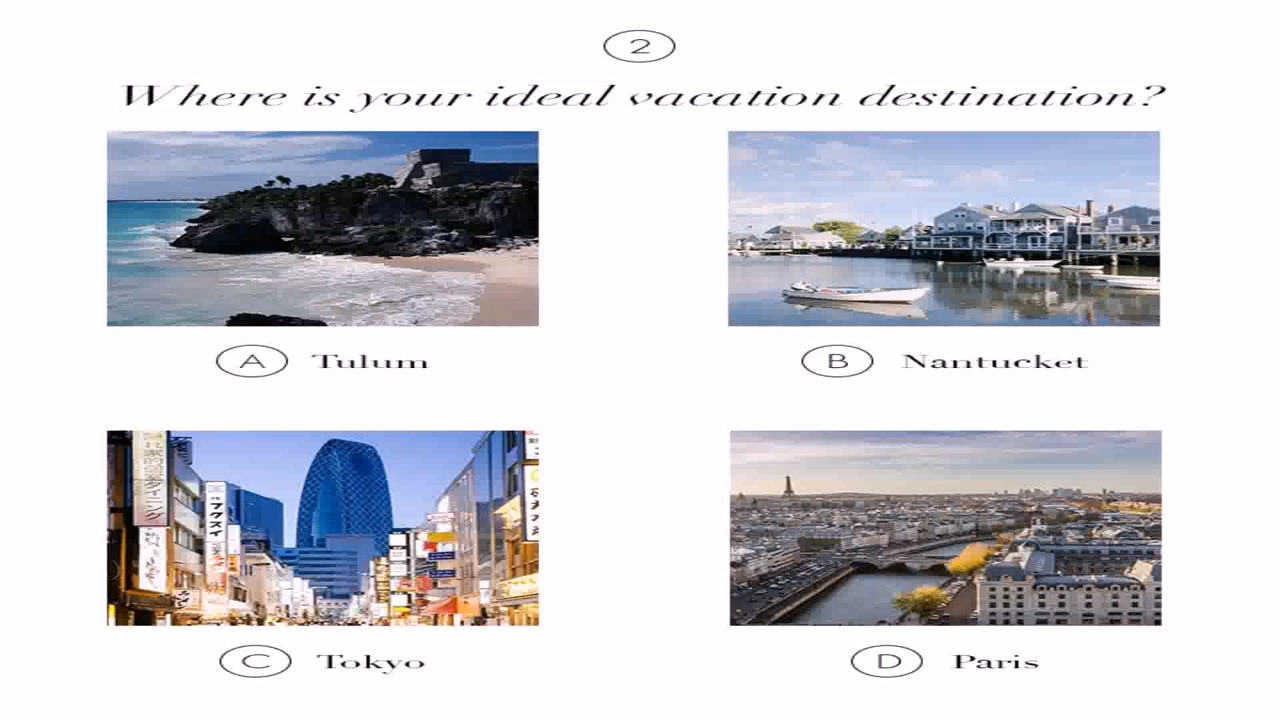 2
Where is your ideal vacation destination?
A Tulum
B Nantucket
C Tokyo
D Paris